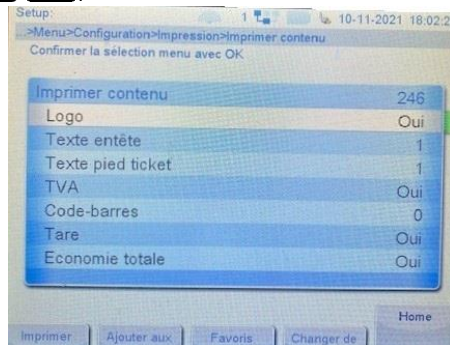 Setup:
1
10-11-2021 18:02:2
...>Menu>Configuration>Impression>Imprimer contenu
Confirmer la sélection menu avec OK
Imprimer contenu 246
Logo Oui
Texte entête 1
Texte pied ticket 1
TVA Oui
Code-barres 0
Tare Oui
Economie totale Oui
Home
Imprimer Ajouter aux Favoris Changer de